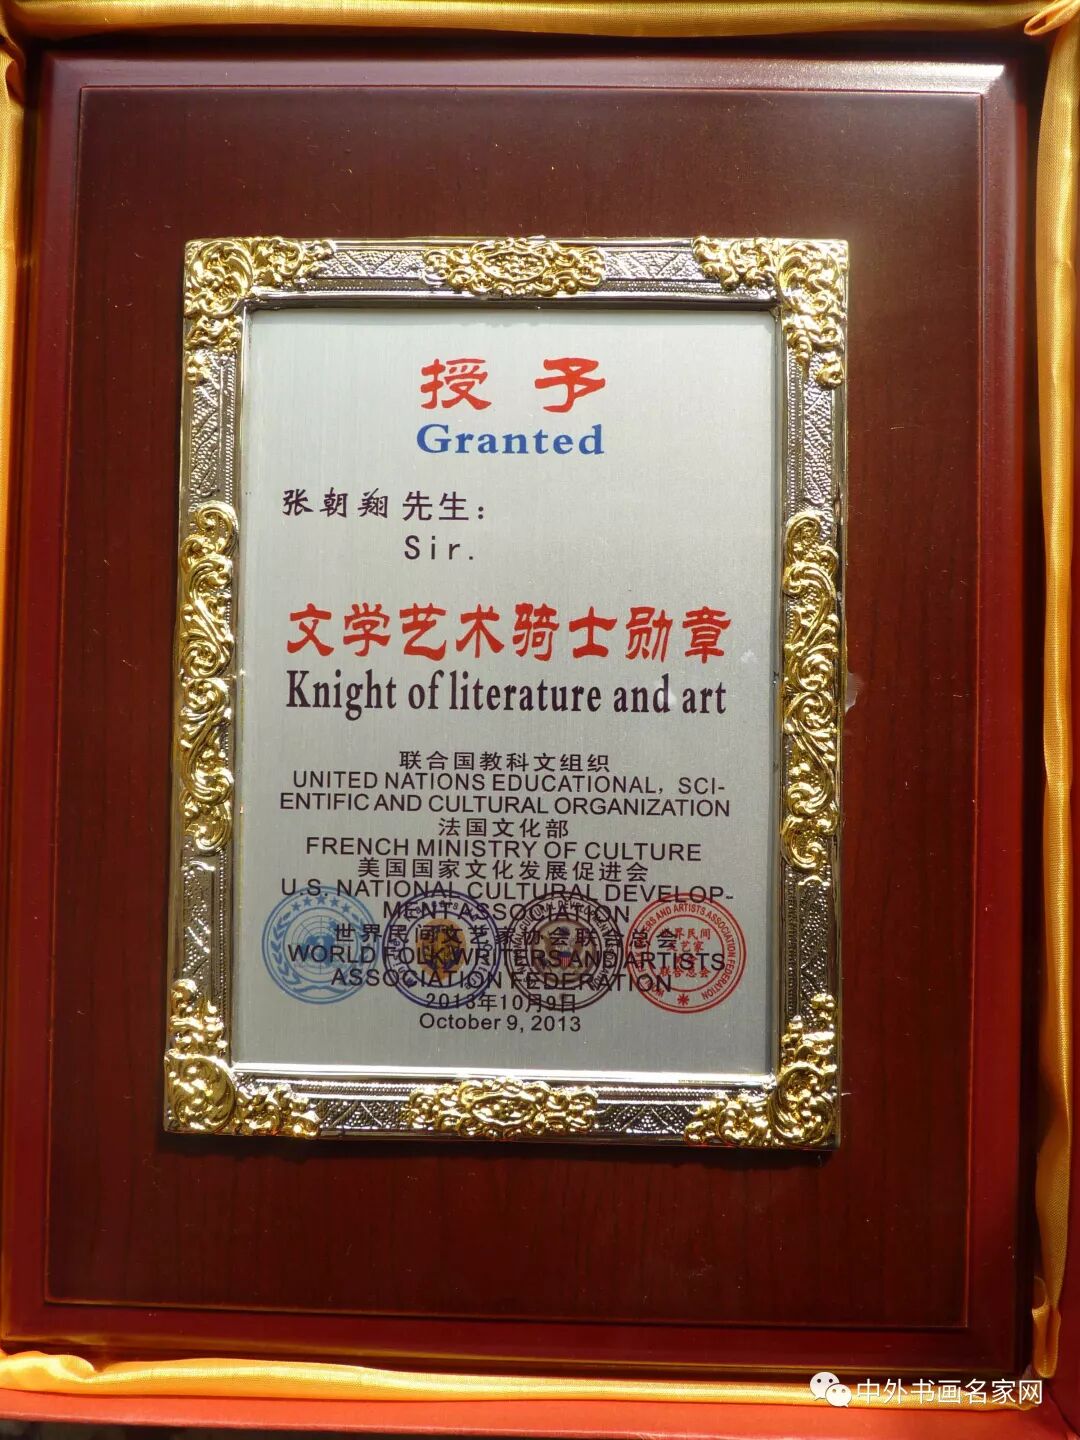 授予
Granted
张朝翔先生：
Sir.
文学艺术骑士勋章
Knight of literature and art
联合国教科文组织
UNITED NATIONS EDUCATIONAL, SCI-
ENTIFIC AND CULTURAL ORGANIZATION
法国文化部
FRENCH MINISTRY OF CULTURE
美国国家文化发展促进会
U.S. NATIONAL CULTURAL DEVELOP-
MENT ASSOCIATION
世界民间文艺家协会联合总会
WORLD FOLK WRITERS AND ARTISTS
ASSOCIATION FEDERATION
2013年10月9日
October 9, 2013
中外书画名家网